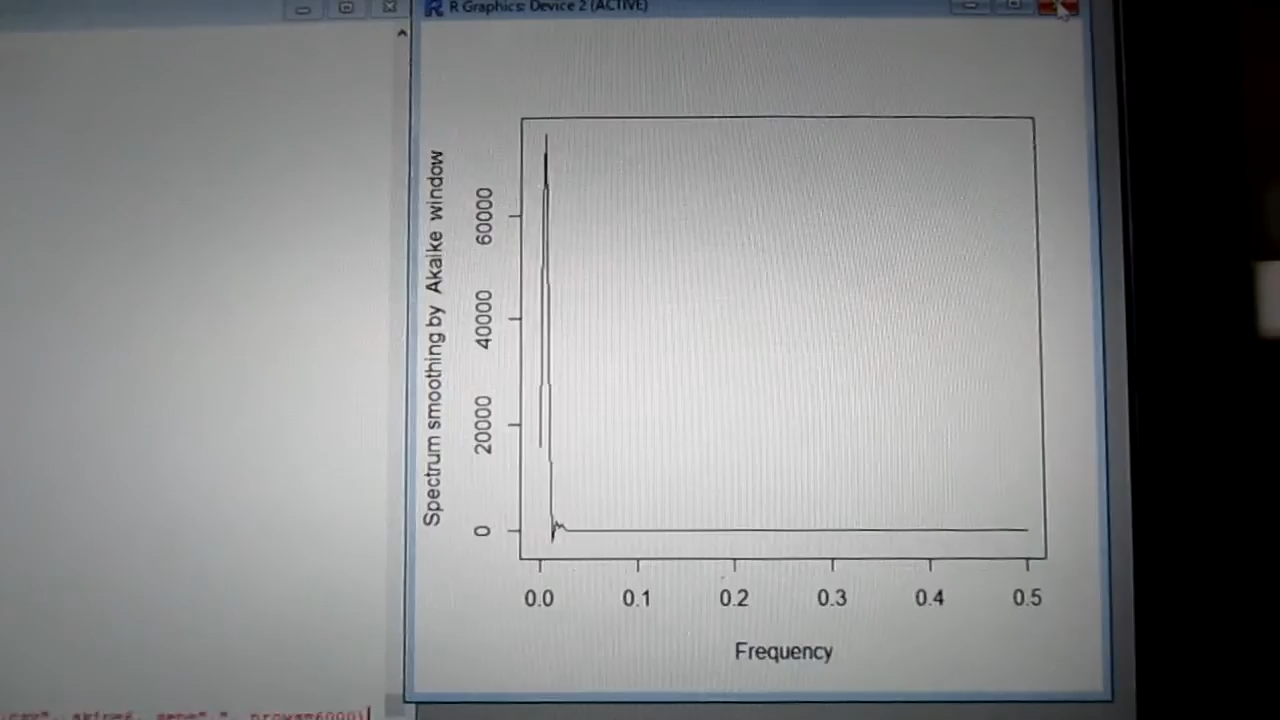 R Graphics: Device 2 (ACTIVE)
Spectrum smoothing by Akaike window
60000
40000
20000
0
0.0 0.1 0.2 0.3 0.4 0.5
Frequency